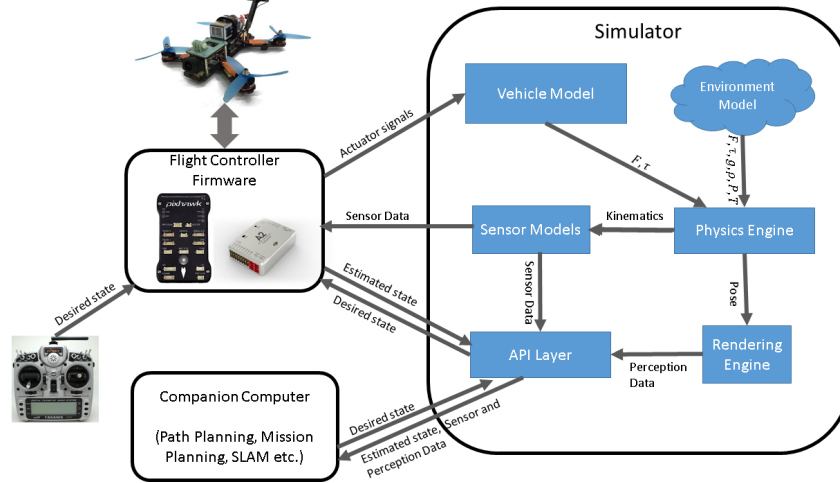 Simulator
Vehicle Model
Environment
Model
Actuator signals
F, τ
F, τ, g, ρ, P, T
Flight Controller
Firmware
pixhawk
A2
Sensor Data
Sensor Models
Kinematics
Physics Engine
Estimated state
Desired state
Sensor Data
Pose
Desired state
API Layer
Perception
Data
Rendering
Engine
Companion Computer
(Path Planning, Mission
Planning, SLAM etc.)
Desired state
Estimated state, Sensor and
Perception Data